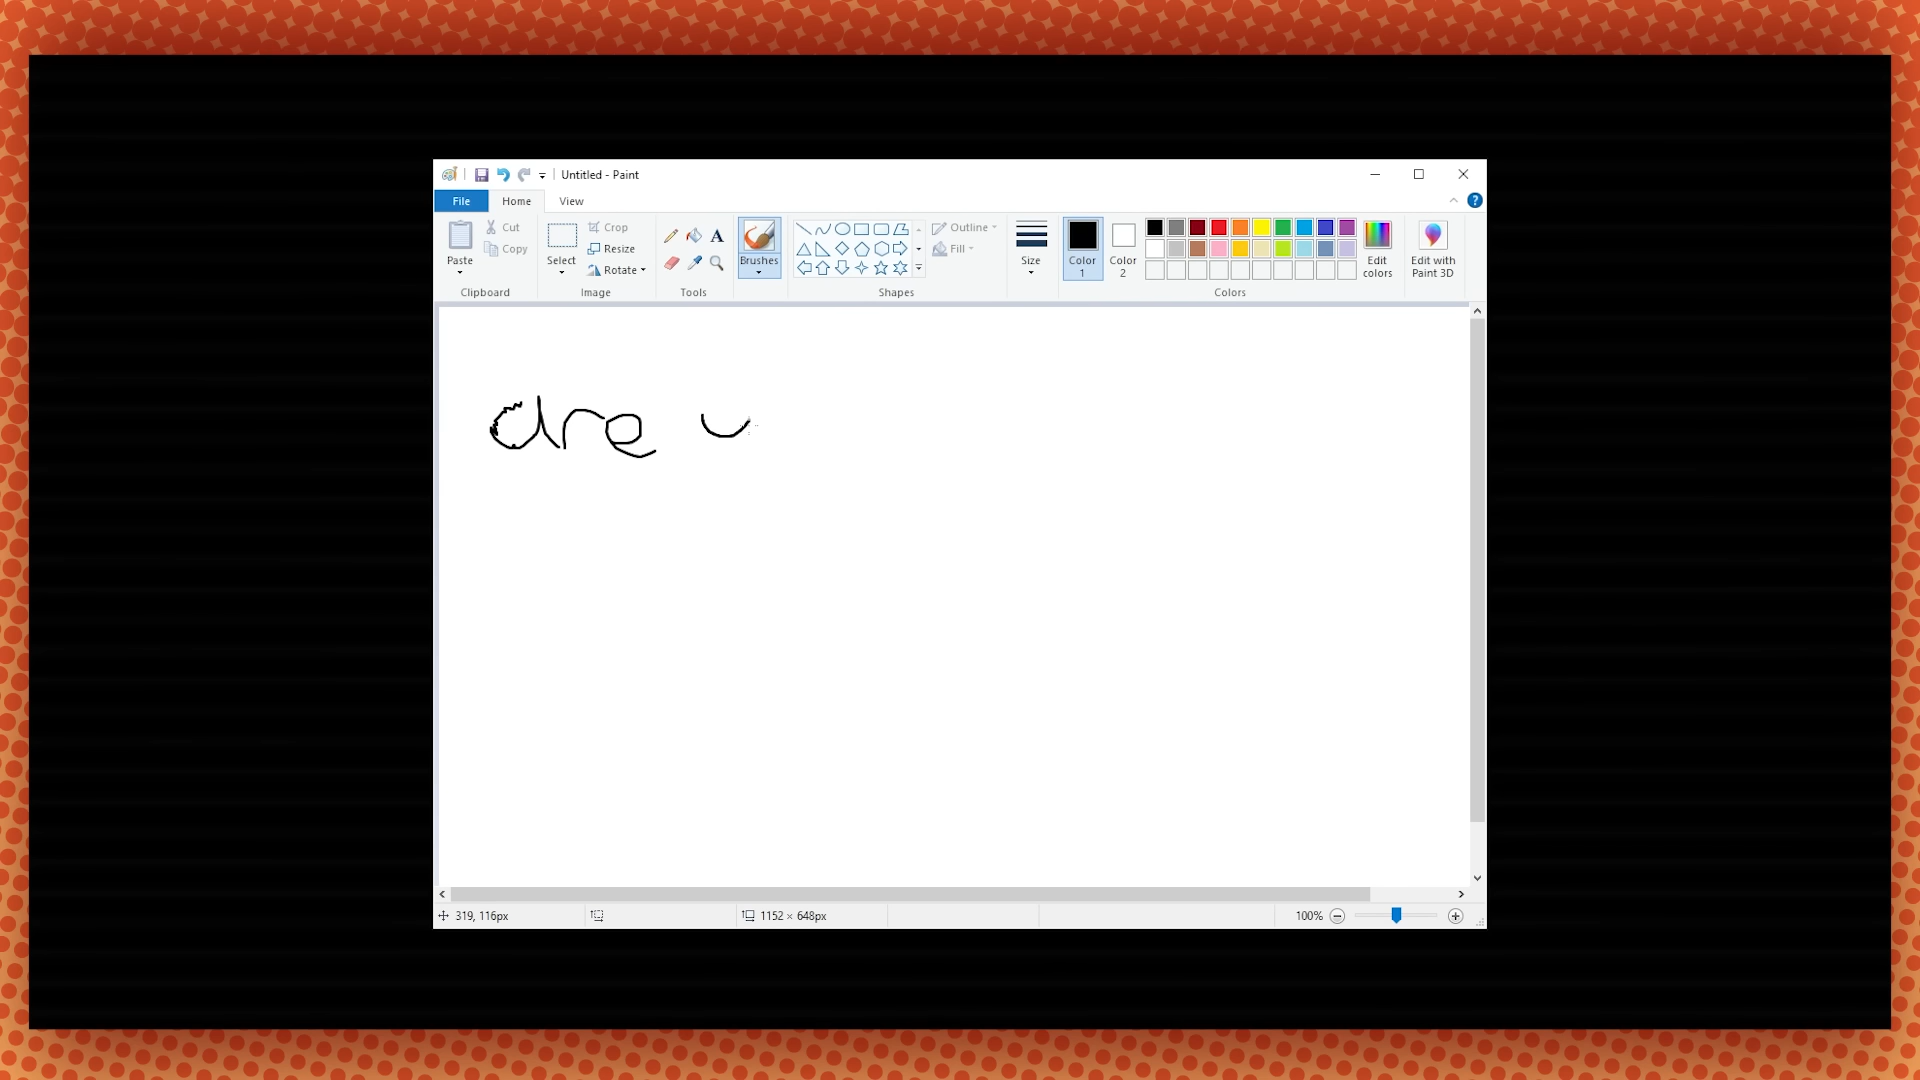 Untitled - Paint
File Home View
Paste
Cut
Copy
Clipboard
Select
Crop
Resize
Rotate
Image
A
Tools
Brushes
Shapes
Outline
Fill
Size
Color 1
Color 2
Colors
Edit colors
Edit with Paint 3D
are u
319, 116px
1152 × 648px
100%